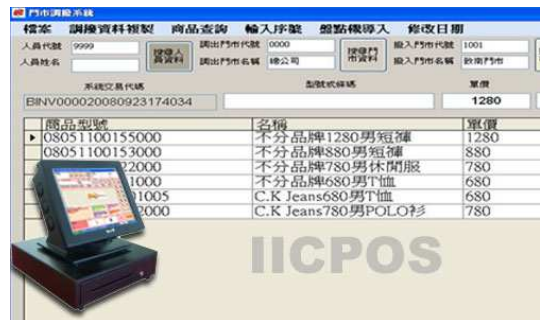 門市調撥系統
檔案 調撥資料複製 商品查詢 輸入序號 盤點機導入 修改日期
人員代號 9999 搜尋人員資料 調出門市代號 0000 搜尋門市資料 撥入門市代號 1001
人員姓名 調出門市名稱 總公司 撥入門市名稱 敦南門市
系統交易代碼 型號或條碼 單價
BINV000020080923174034 1280
商品型號 名稱 單價
08051100155000 不分品牌1280男短褲 1280
08051100153000 不分品牌880男短褲 880
22000 不分品牌780男休閒服 780
1000 不分品牌680男T恤 680
1005 C.K Jeans680男T恤 680
2000 C.K Jeans780男POLO衫 780
IICPOS